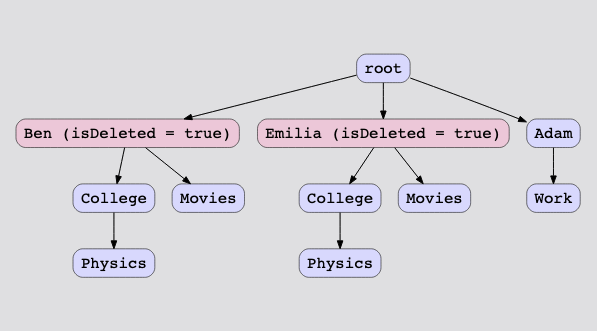 root
Ben (isDeleted = true)
Emilia (isDeleted = true)
Adam
College
Movies
College
Movies
Work
Physics
Physics